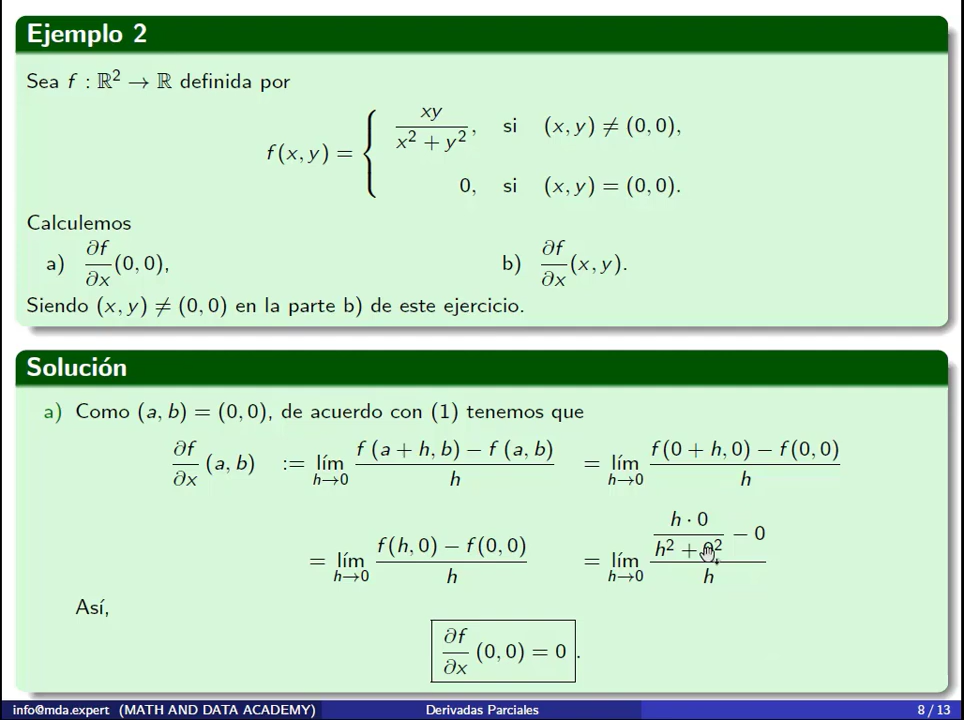 Ejemplo 2
Sea f : ℝ² → ℝ definida por
f(x, y) = { xy / (x² + y²), si (x, y) ≠ (0, 0),
0, si (x, y) = (0, 0).
Calculemos
a) ∂f/∂x (0, 0), b) ∂f/∂x (x, y).
Siendo (x, y) ≠ (0, 0) en la parte b) de este ejercicio.
Solución
a) Como (a, b) = (0, 0), de acuerdo con (1) tenemos que
∂f/∂x (a, b) := lím_{h→0} (f (a + h, b) − f (a, b)) / h = lím_{h→0} (f(0 + h, 0) − f(0, 0)) / h
= lím_{h→0} (f(h, 0) − f(0, 0)) / h = lím_{h→0} ((h · 0) / (h² + 0²) − 0) / h
Así,
∂f/∂x (0, 0) = 0 .
info@mda.expert (MATH AND DATA ACADEMY) Derivadas Parciales 8 / 13